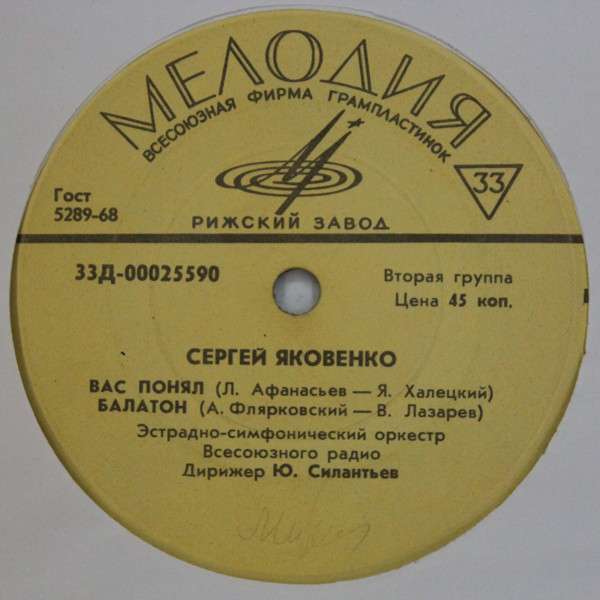 МЕЛОДИЯ
ВСЕСОЮЗНАЯ ФИРМА ГРАМПЛАСТИНОК
33
Гост
5289-68
РИЖСКИЙ ЗАВОД
33Д-00025590
Вторая группа
Цена 45 коп.
СЕРГЕЙ ЯКОВЕНКО
ВАС ПОНЯЛ (Л. Афанасьев — Я. Халецкий)
БАЛАТОН (А. Флярковский — В. Лазарев)
Эстрадно-симфонический оркестр
Всесоюзного радио
Дирижер Ю. Силантьев